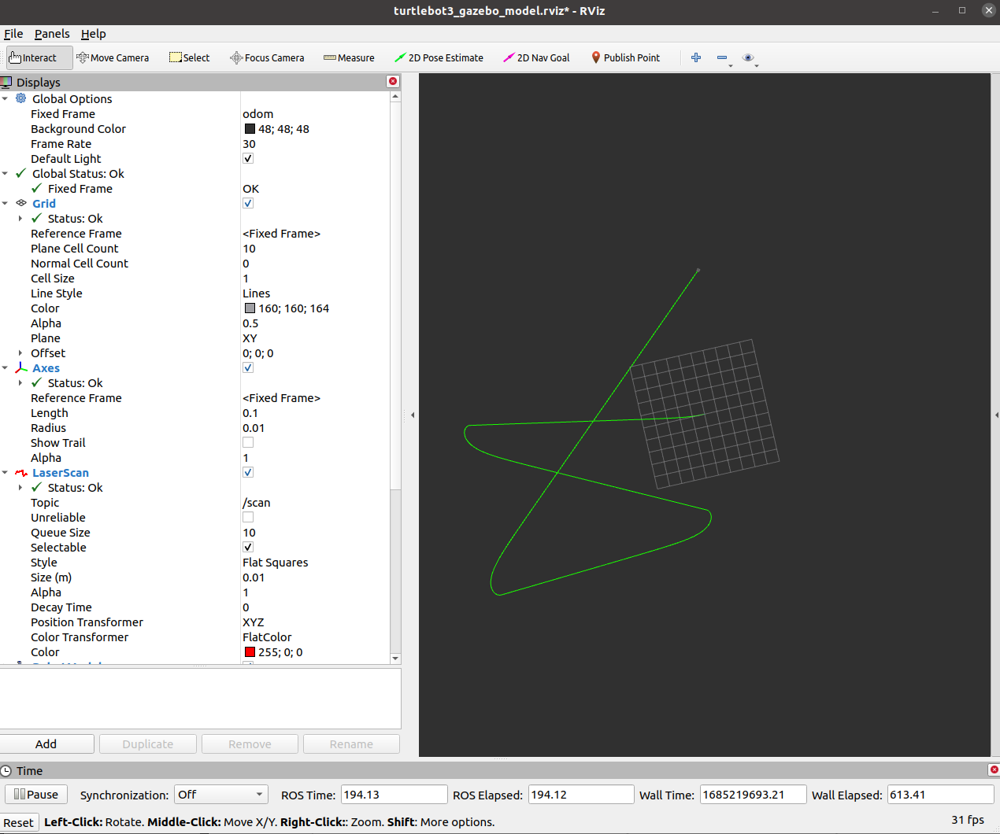 turtlebot3_gazebo_model.rviz* - RViz
File Panels Help
Interact Move Camera Select Focus Camera Measure 2D Pose Estimate 2D Nav Goal Publish Point
Displays
Global Options
Fixed Frame odom
Background Color 48; 48; 48
Frame Rate 30
Default Light
Global Status: Ok
Fixed Frame OK
Grid
Status: Ok
Reference Frame <Fixed Frame>
Plane Cell Count 10
Normal Cell Count 0
Cell Size 1
Line Style Lines
Color 160; 160; 164
Alpha 0.5
Plane XY
Offset 0; 0; 0
Axes
Status: Ok
Reference Frame <Fixed Frame>
Length 0.1
Radius 0.01
Show Trail
Alpha 1
LaserScan
Status: Ok
Topic /scan
Unreliable
Queue Size 10
Selectable
Style Flat Squares
Size (m) 0.01
Alpha 1
Decay Time 0
Position Transformer XYZ
Color Transformer FlatColor
Color 255; 0; 0
Add Duplicate Remove Rename
Time
Pause Synchronization: Off ROS Time: 194.13 ROS Elapsed: 194.12 Wall Time: 1685219693.21 Wall Elapsed: 613.41
Reset Left-Click: Rotate. Middle-Click: Move X/Y. Right-Click:: Zoom. Shift: More options. 31 fps